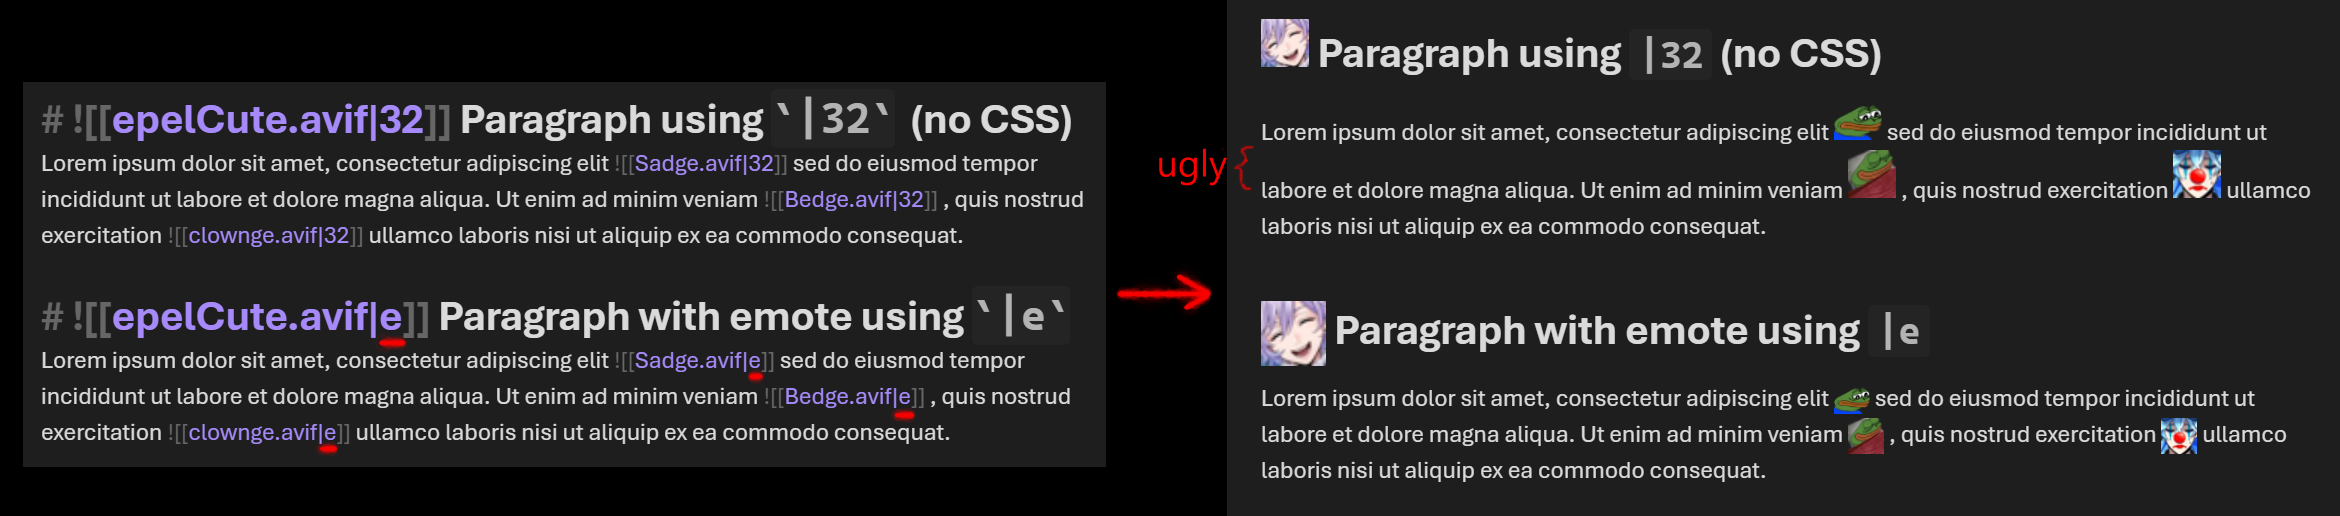 # ![[epelCute.avif|32]] Paragraph using `|32` (no CSS)
Lorem ipsum dolor sit amet, consectetur adipiscing elit ![[Sadge.avif|32]] sed do eiusmod tempor
incididunt ut labore et dolore magna aliqua. Ut enim ad minim veniam ![[Bedge.avif|32]] , quis nostrud
exercitation ![[clownge.avif|32]] ullamco laboris nisi ut aliquip ex ea commodo consequat.
# ![[epelCute.avif|e]] Paragraph with emote using `|e`
Lorem ipsum dolor sit amet, consectetur adipiscing elit ![[Sadge.avif|e]] sed do eiusmod tempor
incididunt ut labore et dolore magna aliqua. Ut enim ad minim veniam ![[Bedge.avif|e]] , quis nostrud
exercitation ![[clownge.avif|e]] ullamco laboris nisi ut aliquip ex ea commodo consequat.
ugly {
Paragraph using |32 (no CSS)
Lorem ipsum dolor sit amet, consectetur adipiscing elit sed do eiusmod tempor incididunt ut
labore et dolore magna aliqua. Ut enim ad minim veniam , quis nostrud exercitation ullamco
laboris nisi ut aliquip ex ea commodo consequat.
Paragraph with emote using |e
Lorem ipsum dolor sit amet, consectetur adipiscing elit sed do eiusmod tempor incididunt ut
labore et dolore magna aliqua. Ut enim ad minim veniam , quis nostrud exercitation ullamco
laboris nisi ut aliquip ex ea commodo consequat.